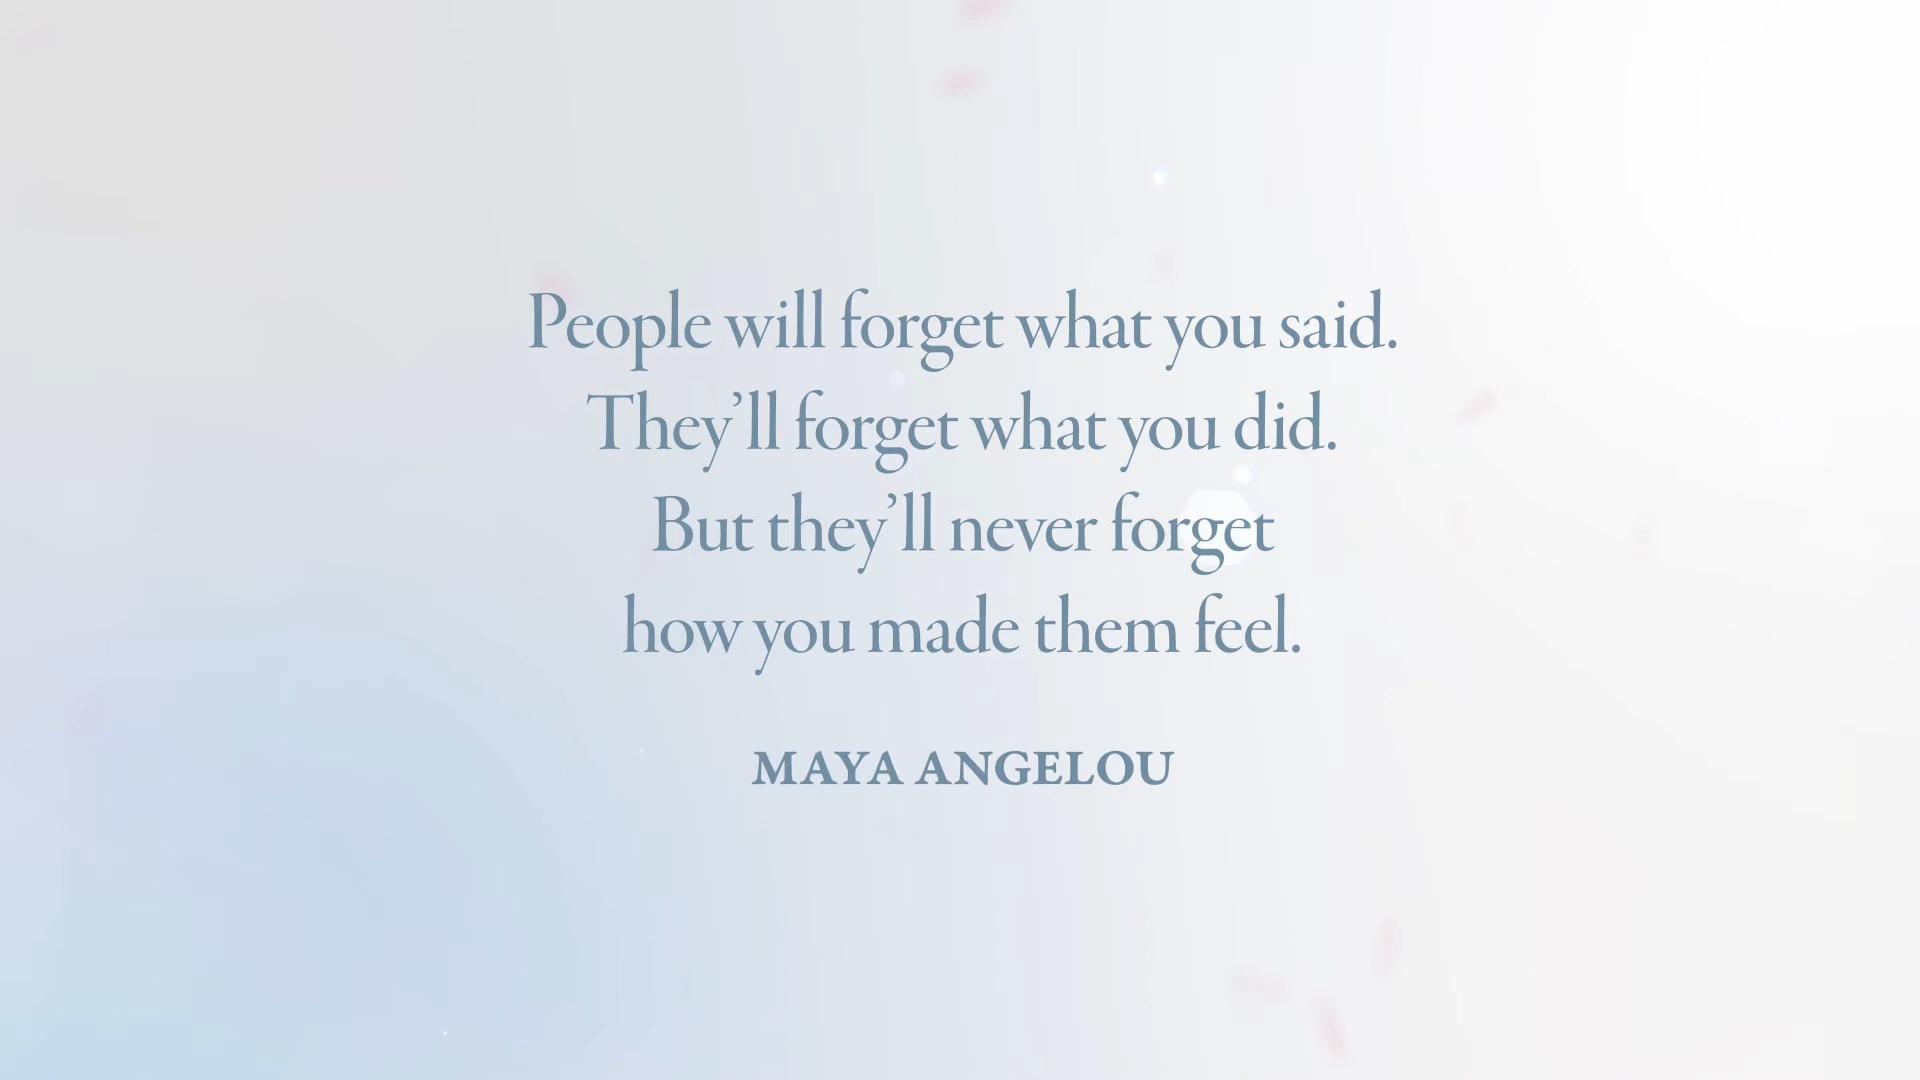 People will forget what you said.
They’ll forget what you did.
But they’ll never forget
how you made them feel.
MAYA ANGELOU